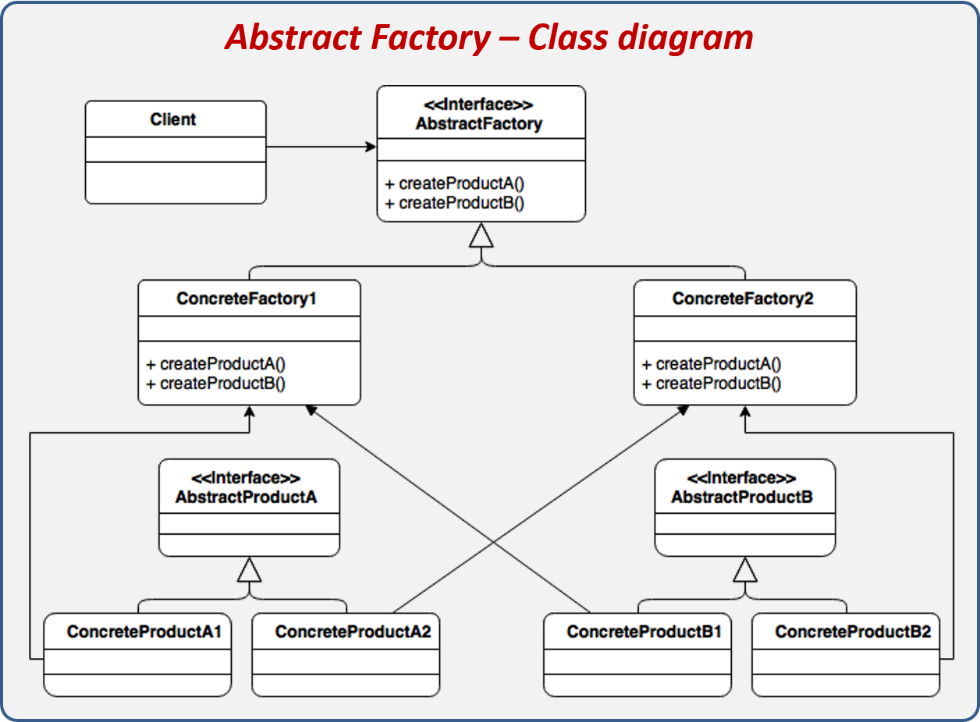 Abstract Factory – Class diagram
Client
<<Interface>>
AbstractFactory
+ createProductA()
+ createProductB()
ConcreteFactory1
+ createProductA()
+ createProductB()
ConcreteFactory2
+ createProductA()
+ createProductB()
<<Interface>>
AbstractProductA
<<Interface>>
AbstractProductB
ConcreteProductA1
ConcreteProductA2
ConcreteProductB1
ConcreteProductB2